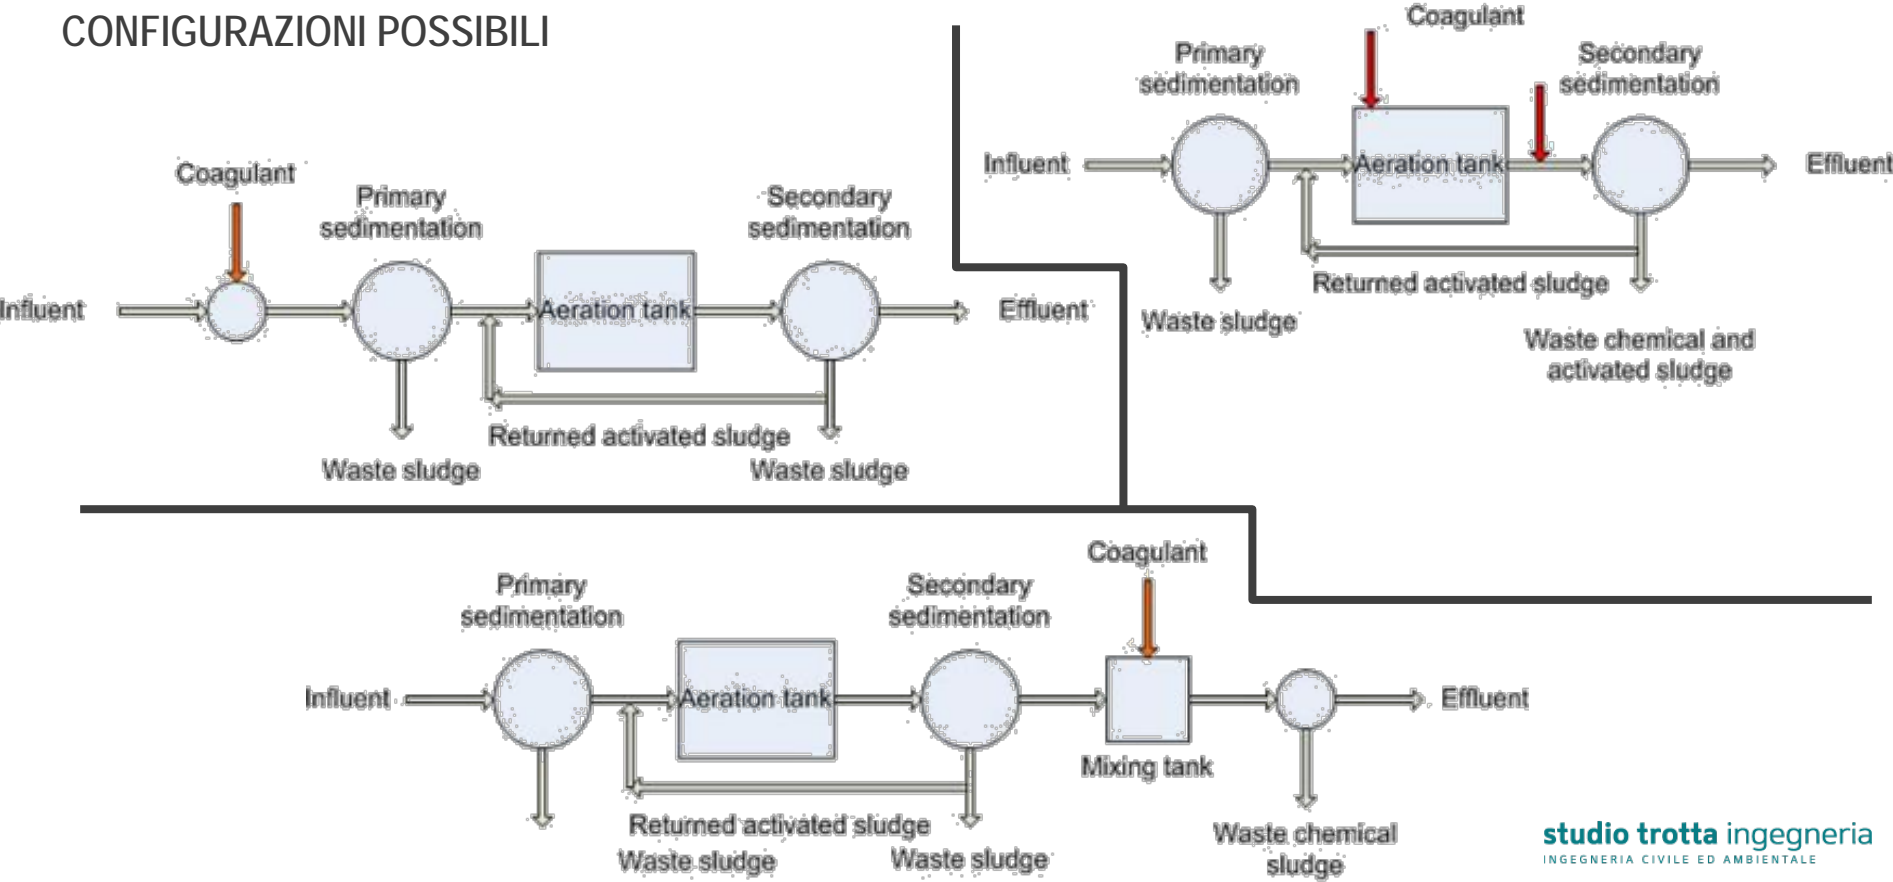 CONFIGURAZIONI POSSIBILI
Coagulant
Primary
sedimentation
Secondary
sedimentation
Influent
Aeration tank
Effluent
Returned activated sludge
Waste sludge
Waste sludge
Coagulant
Primary
sedimentation
Secondary
sedimentation
Influent
Aeration tank
Effluent
Returned activated sludge
Waste sludge
Waste chemical and
activated sludge
Coagulant
Primary
sedimentation
Secondary
sedimentation
Influent
Aeration tank
Effluent
Mixing tank
Returned activated sludge
Waste sludge
Waste sludge
Waste chemical
sludge
studio trotta ingegneria
INGEGNERIA CIVILE ED AMBIENTALE